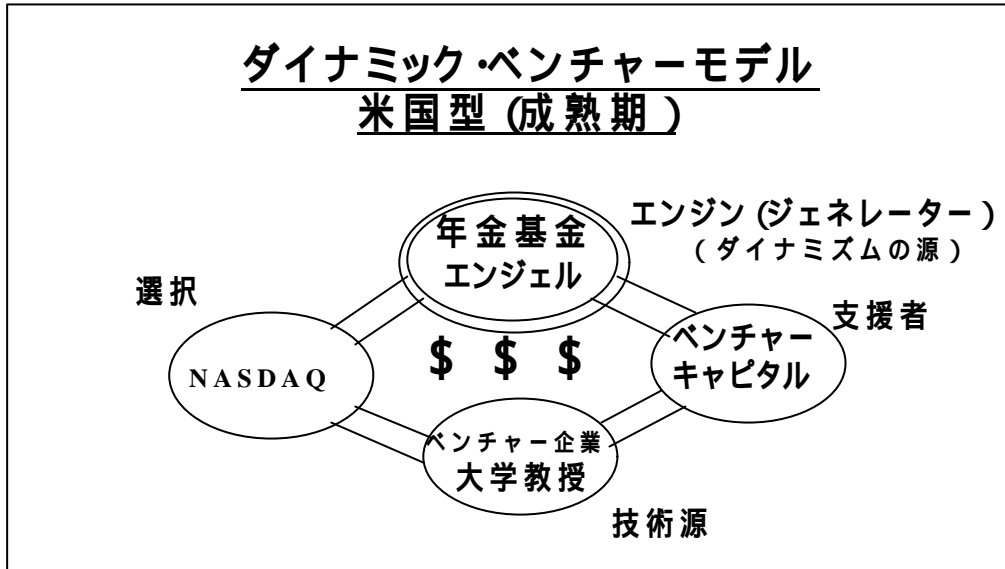 ダイナミック・ベンチャーモデル
米国型(成熟期)
年金基金
エンジェル
エンジン(ジェネレーター)
(ダイナミズムの源)
選択
支援者
NASDAQ
$ $ $
ベンチャー
キャピタル
ベンチャー企業
大学教授
技術源